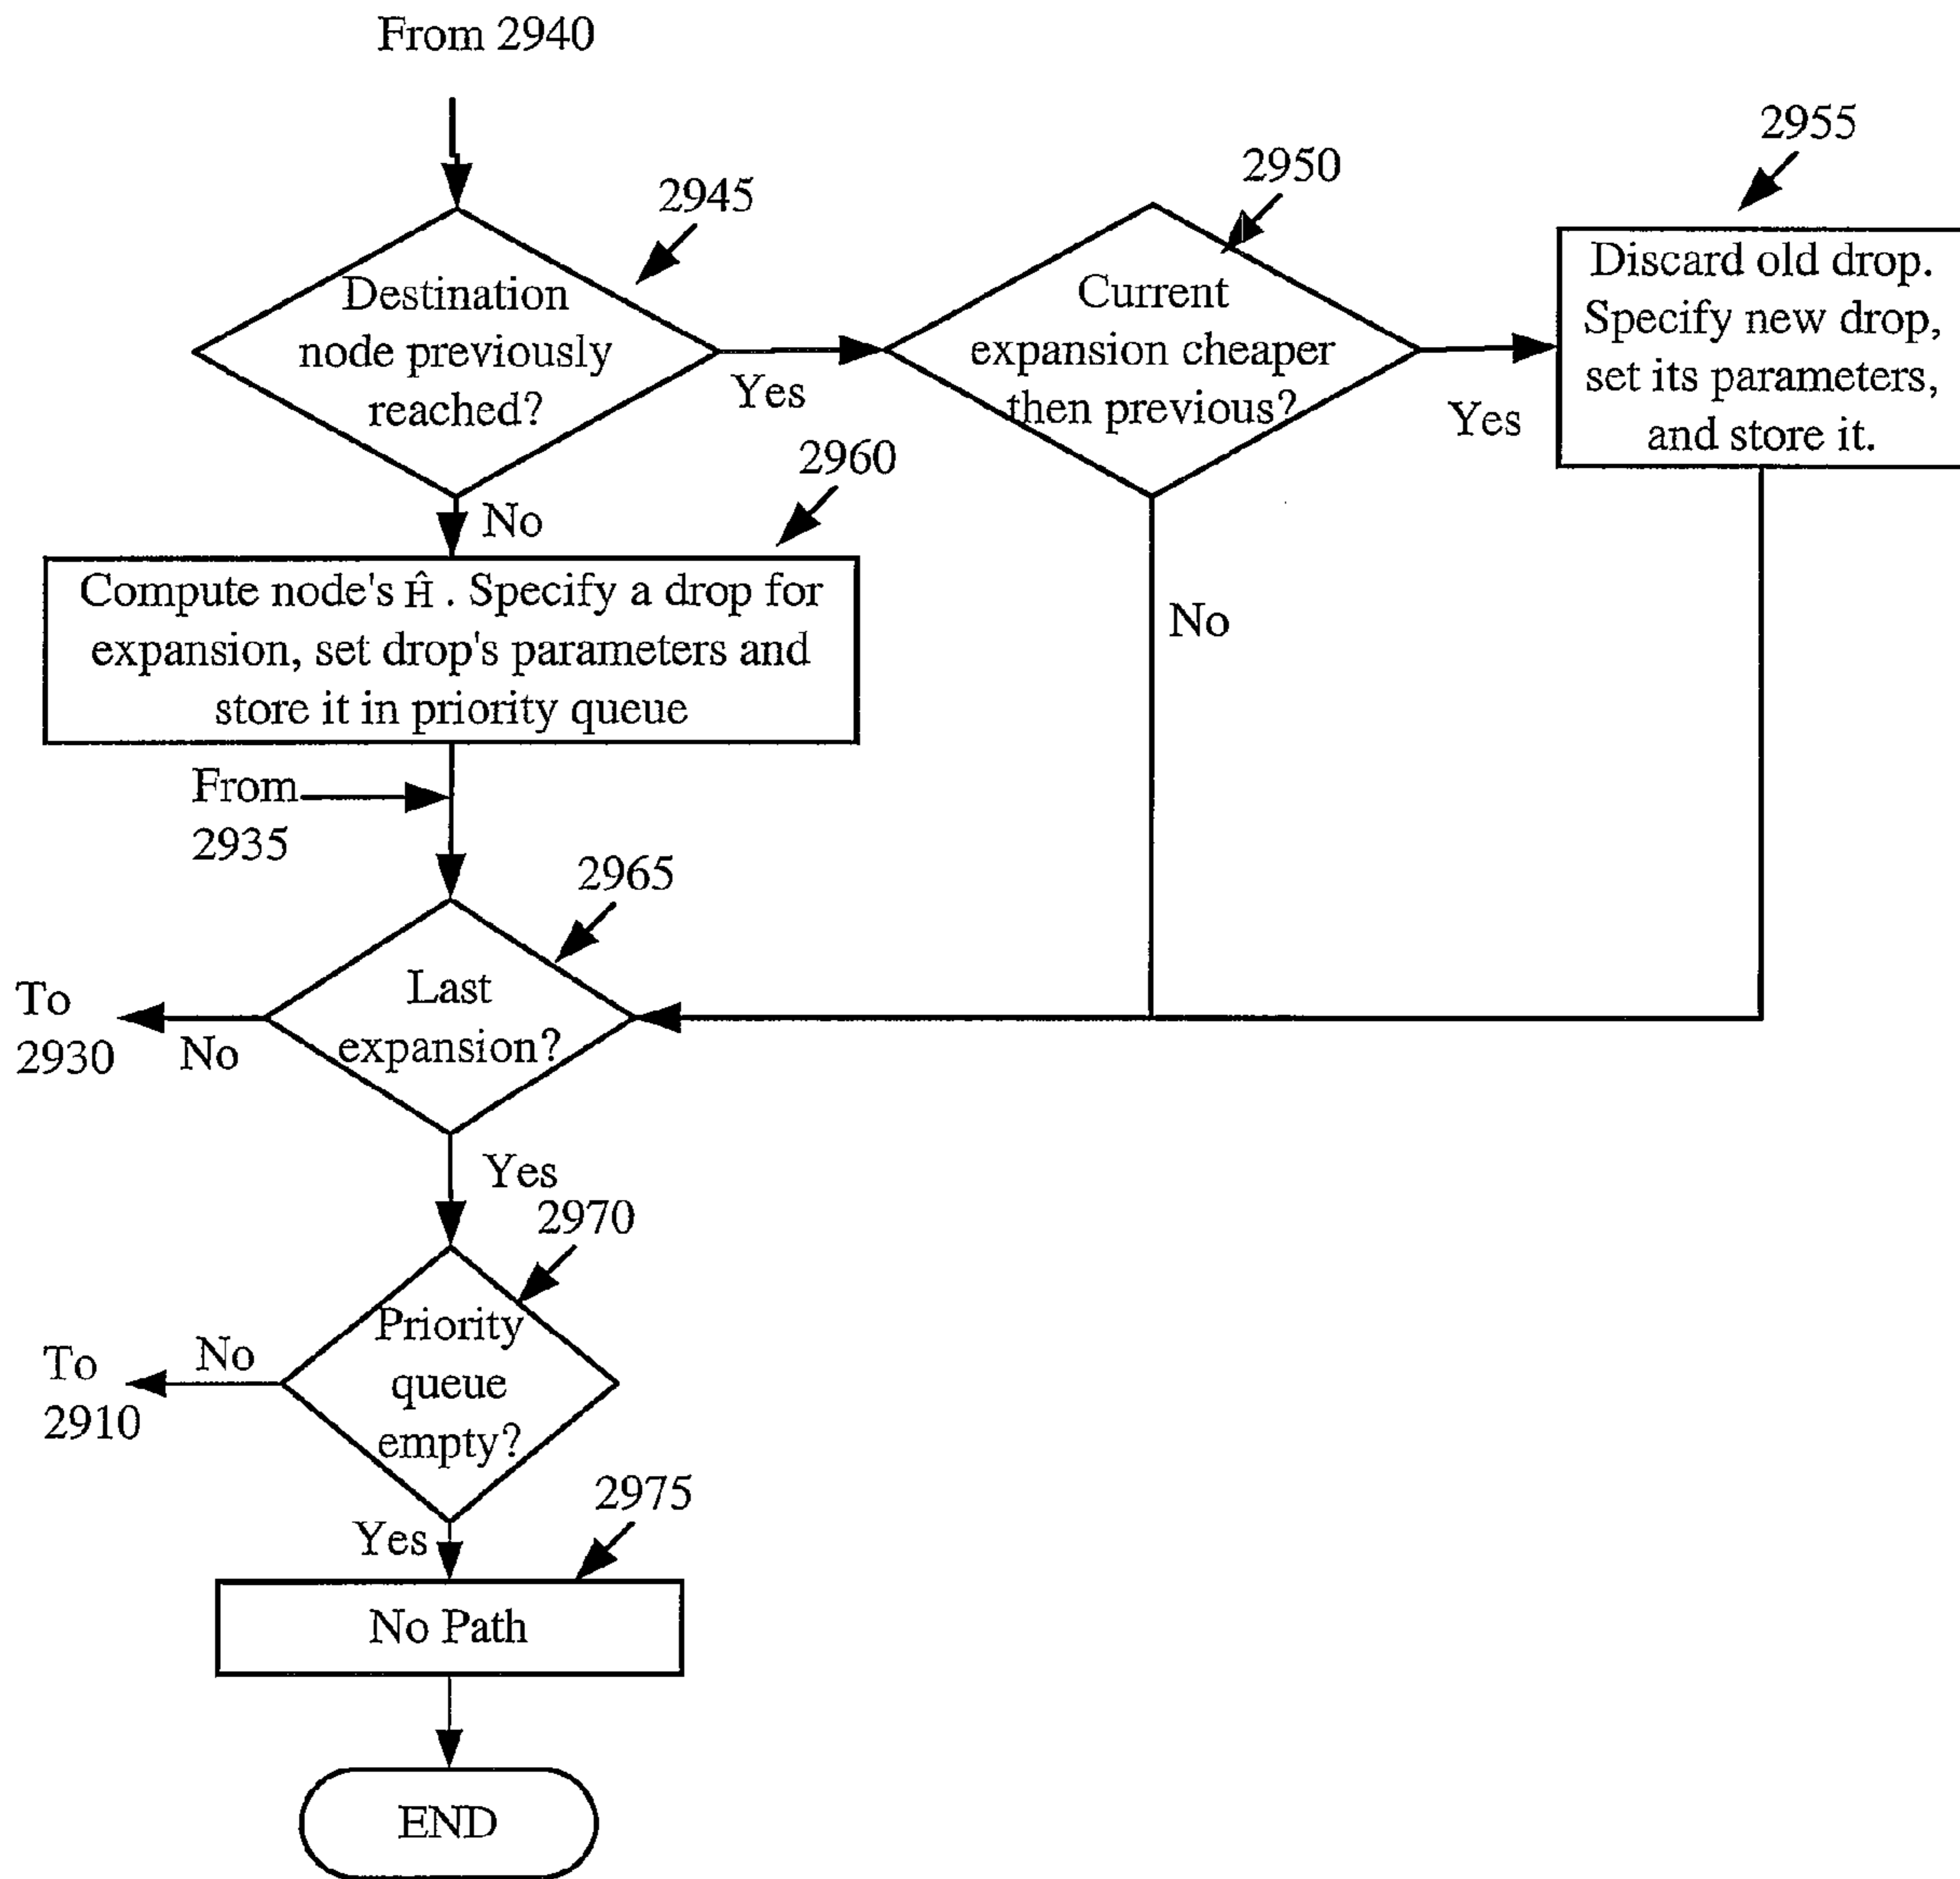 From 2940
2945
Destination
node previously
reached?
Yes
No
2950
Current
expansion cheaper
then previous?
Yes
No
2955
Discard old drop.
Specify new drop,
set its parameters,
and store it.
2960
Compute node's Ĥ. Specify a drop for
expansion, set drop's parameters and
store it in priority queue
From
2935
2965
Last
expansion?
To
2930
No
Yes
2970
Priority
queue
empty?
To
2910
No
Yes
2975
No Path
END